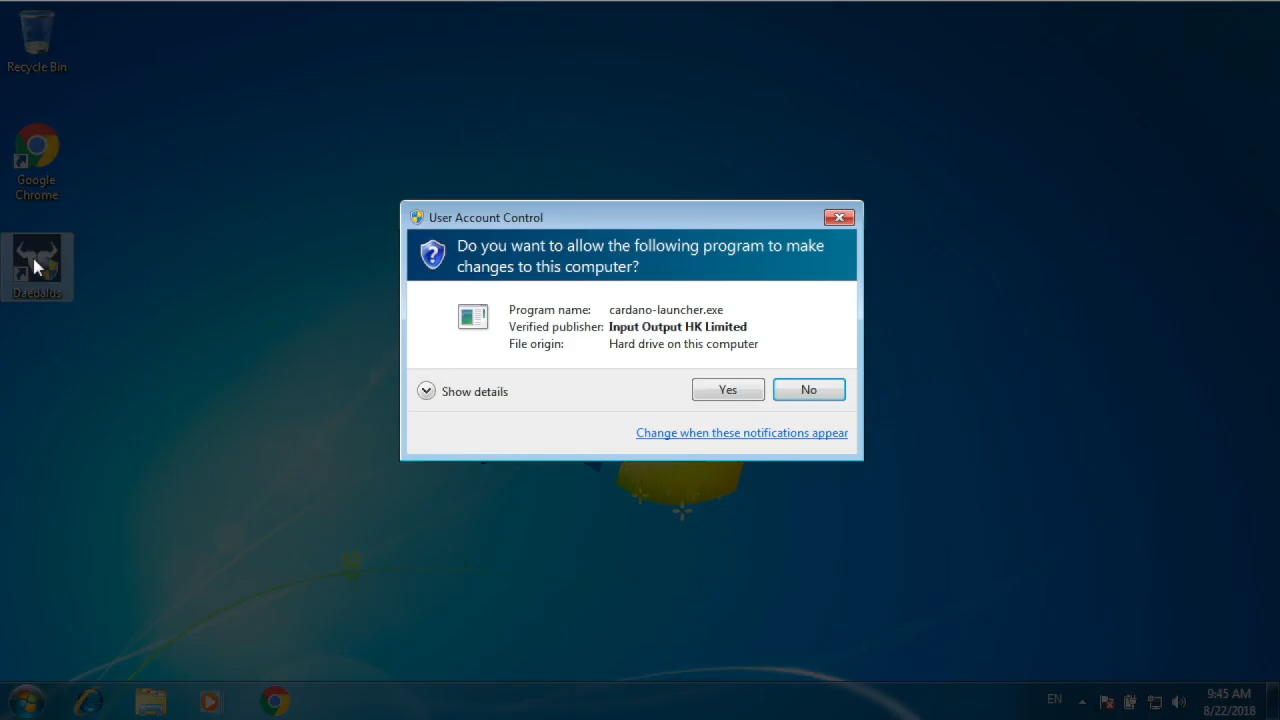 Recycle Bin
Google
Chrome
Daedalus
User Account Control
Do you want to allow the following program to make
changes to this computer?
Program name: cardano-launcher.exe
Verified publisher: Input Output HK Limited
File origin: Hard drive on this computer
Show details
Yes
No
Change when these notifications appear
EN
9:45 AM
8/22/2018